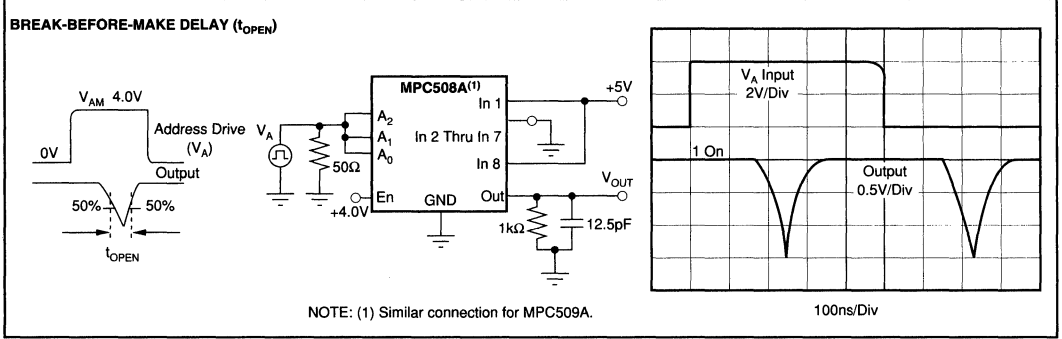 BREAK-BEFORE-MAKE DELAY (tOPEN)
VAM 4.0V
0V
Address Drive
(VA)
Output
50%
50%
tOPEN
VA
50Ω
+4.0V
MPC508A(1)
A2
A1
A0
En
GND
In 1
In 2 Thru In 7
In 8
Out
+5V
VOUT
1kΩ
12.5pF
VA Input
2V/Div
1 On
Output
0.5V/Div
100ns/Div
NOTE: (1) Similar connection for MPC509A.